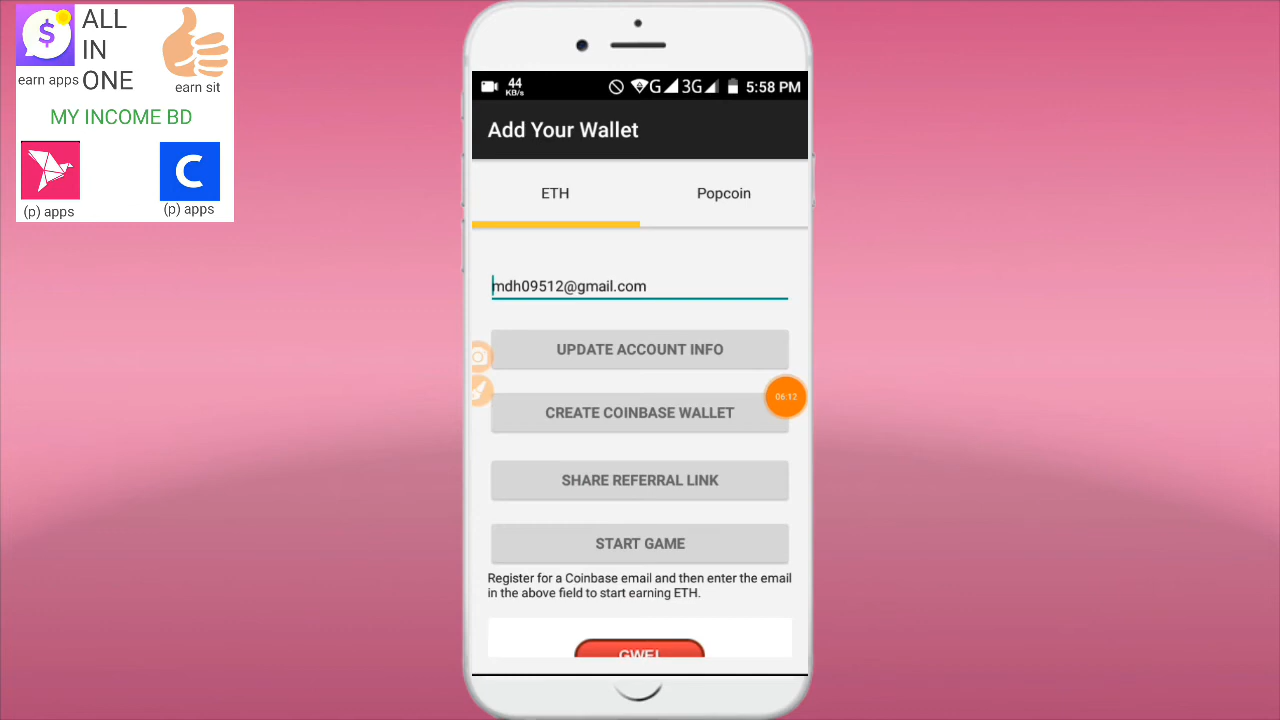 ALL
IN
ONE
$
earn apps
earn sit
MY INCOME BD
C
(p) apps
(p) apps
44
KB/s
G
3G
5:58 PM
Add Your Wallet
ETH
Popcoin
mdh09512@gmail.com
UPDATE ACCOUNT INFO
06:12
CREATE COINBASE WALLET
SHARE REFERRAL LINK
START GAME
Register for a Coinbase email and then enter the email
in the above field to start earning ETH.
GWEI